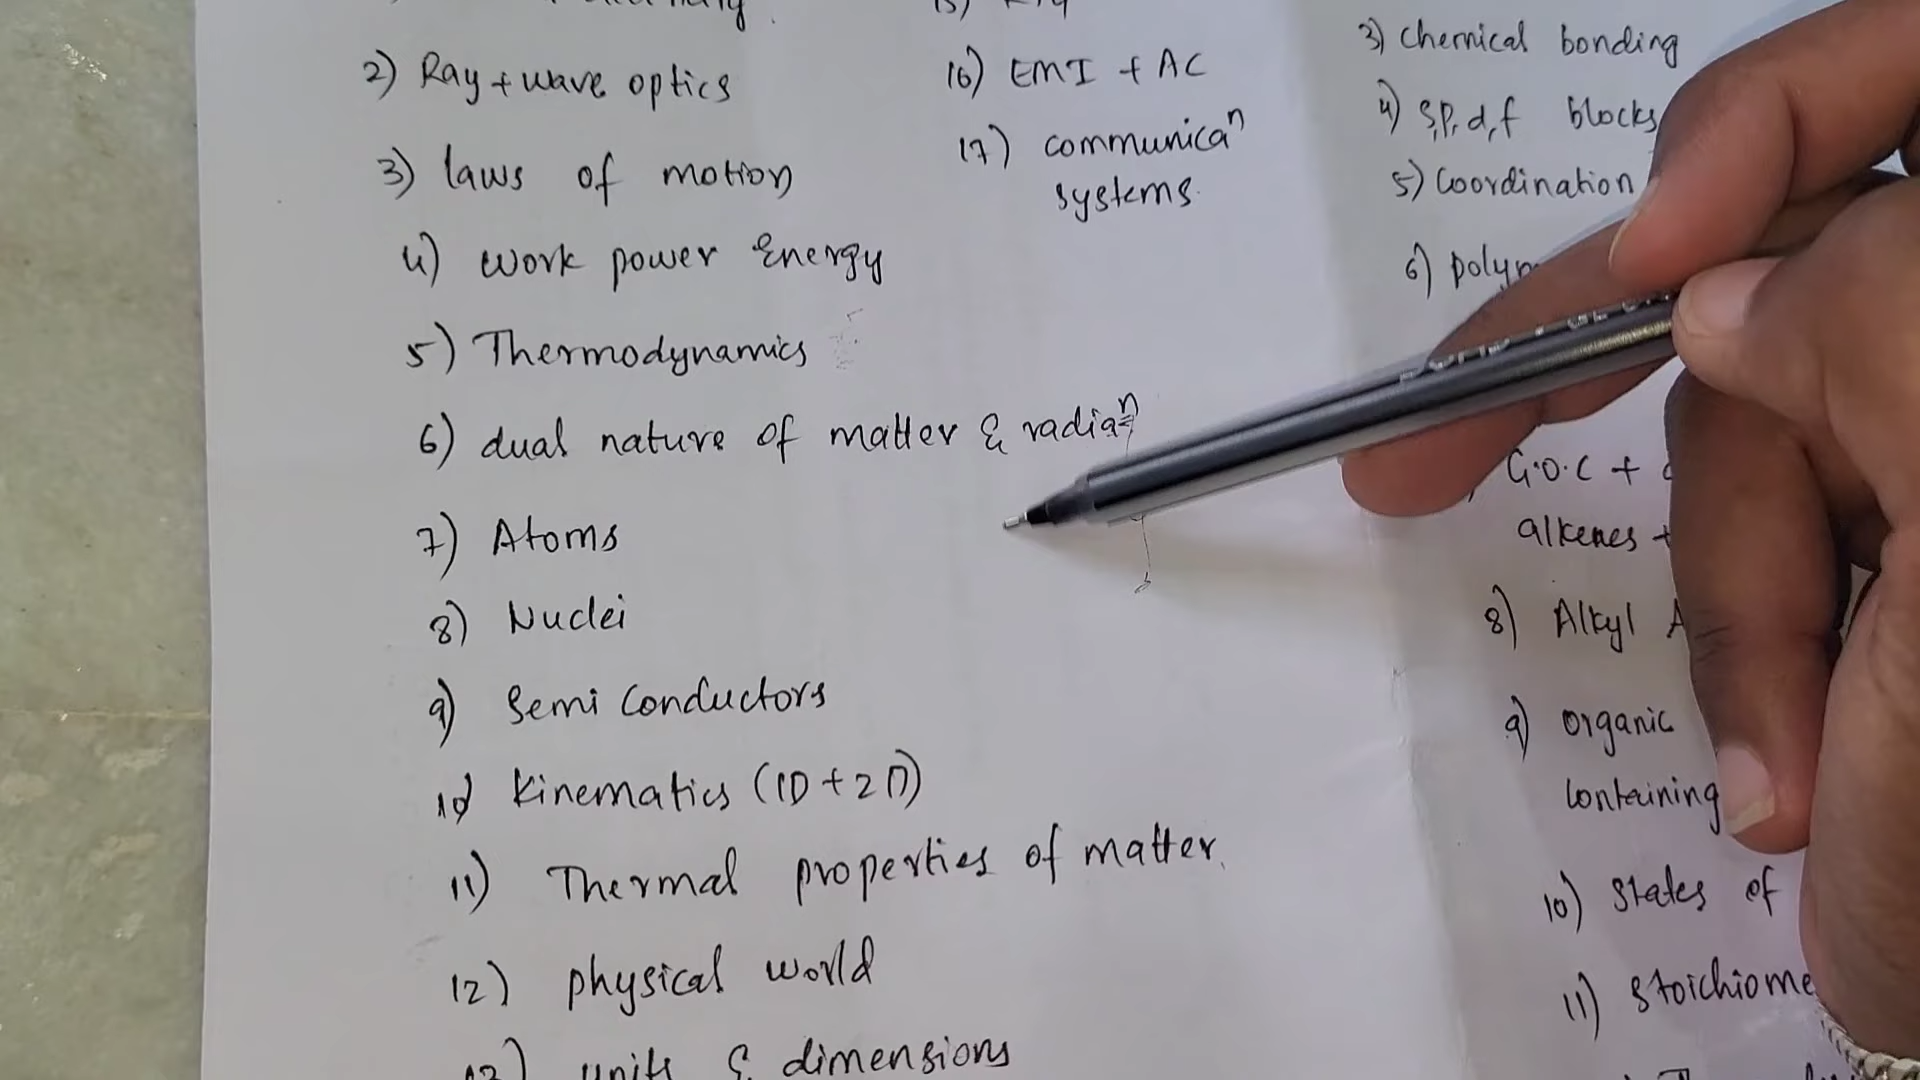 2) Ray + wave optics
3) laws of motion
4) work power Energy
5) Thermodynamics
6) dual nature of matter & radiaⁿ
7) Atoms
8) Nuclei
9) Semi Conductors
10) Kinematics (1D + 2D)
11) Thermal properties of matter
12) physical world
13) units & dimensions
15)
16) EMI + AC
17) communicaⁿ
systems.
3) Chemical bonding
4) S,P,d,f blocks
5) Coordination
6) polym
G.O.C +
alkenes +
8) Alkyl
9) organic
containing
10) states of
11) stoichiome